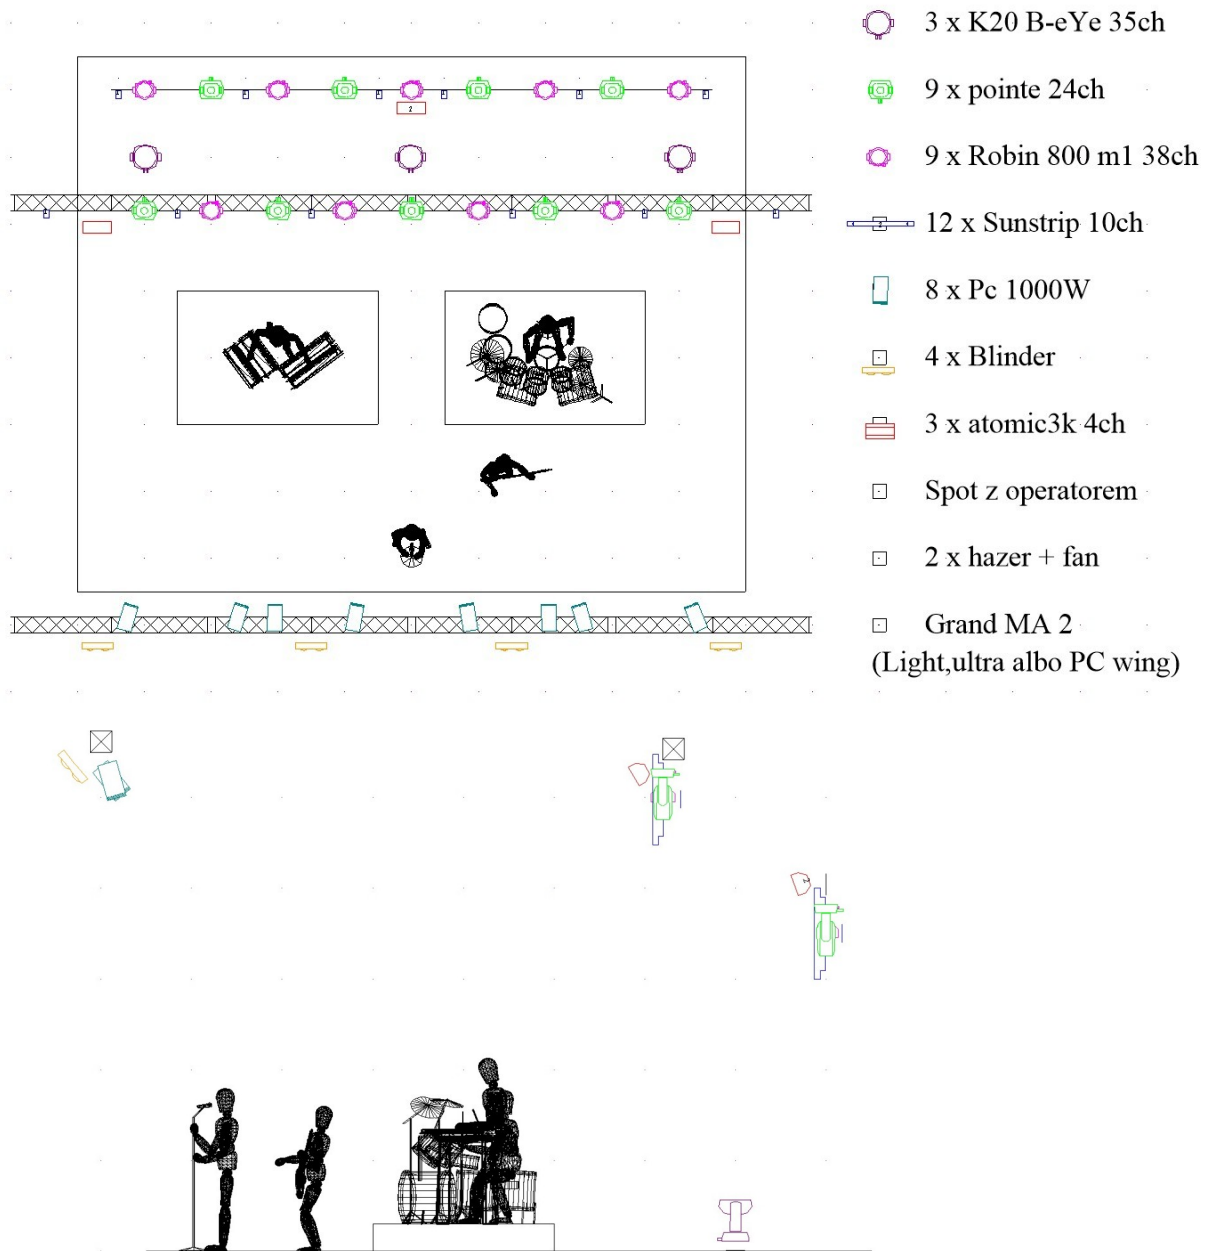 3 x K20 B-eYe 35ch
9 x pointe 24ch
2
9 x Robin 800 m1 38ch
12 x Sunstrip 10ch
8 x Pc 1000W
4 x Blinder
3 x atomic3k 4ch
Spot z operatorem
2 x hazer + fan
Grand MA 2
(Light,ultra albo PC wing)